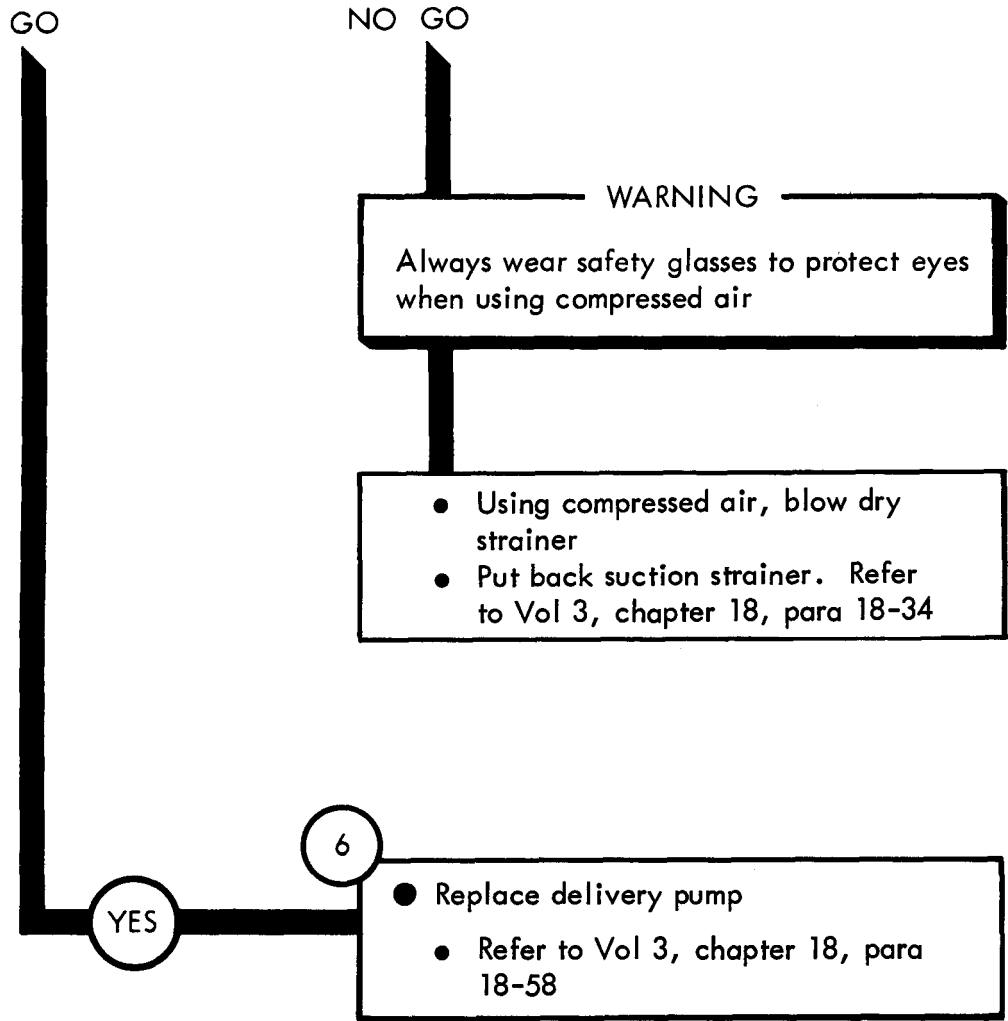 GO
NO GO
WARNING
Always wear safety glasses to protect eyes
when using compressed air
• Using compressed air, blow dry
strainer
• Put back suction strainer. Refer
to Vol 3, chapter 18, para 18-34
6
YES
• Replace delivery pump
• Refer to Vol 3, chapter 18, para
18-58